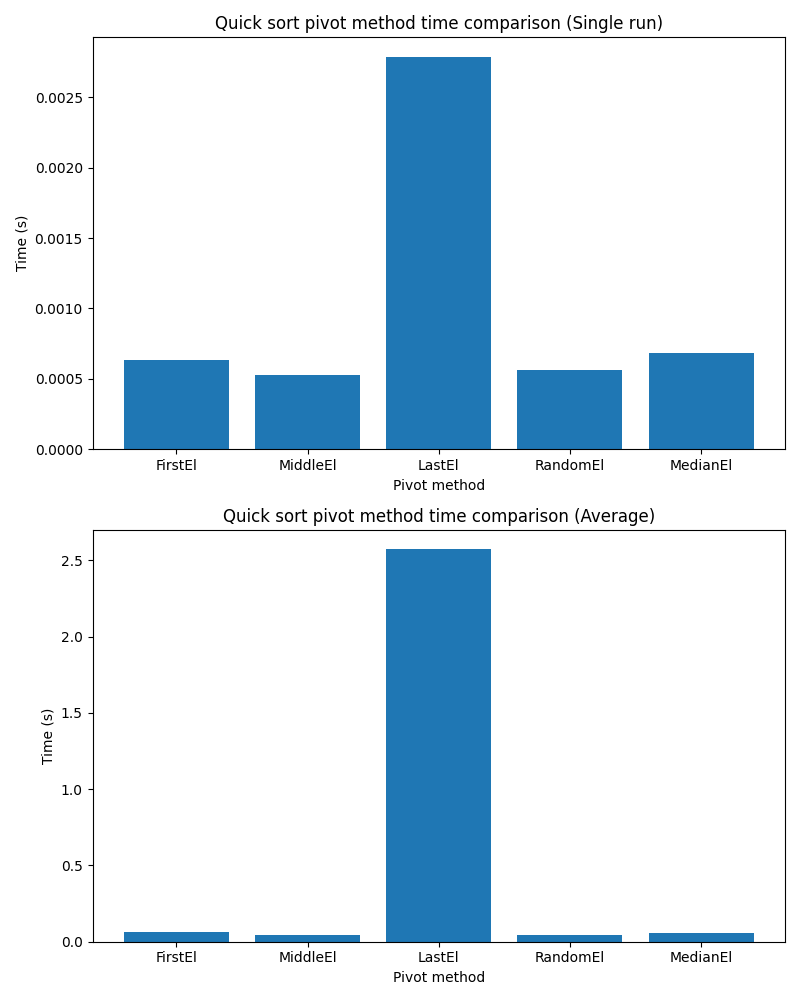 Quick sort pivot method time comparison (Single run)
0.0025
0.0020
0.0015
0.0010
0.0005
0.0000
Time (s)
FirstEl MiddleEl LastEl RandomEl MedianEl
Pivot method
Quick sort pivot method time comparison (Average)
2.5
2.0
1.5
1.0
0.5
0.0
Time (s)
FirstEl MiddleEl LastEl RandomEl MedianEl
Pivot method